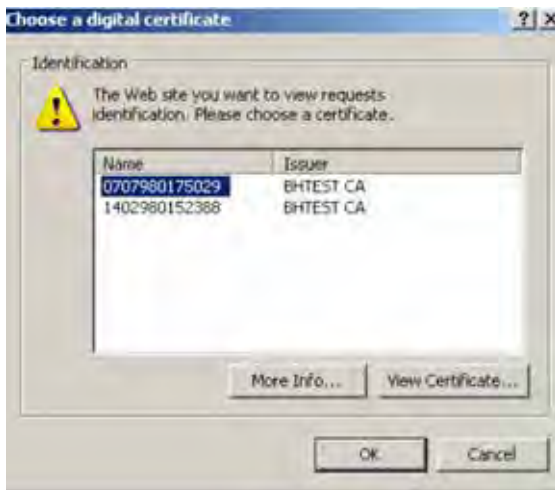 Choose a digital certificate
Identification
The Web site you want to view requests
identification. Please choose a certificate.
Name Issuer
0707980175029 BHTEST CA
1402980152388 BHTEST CA
More Info... View Certificate...
OK Cancel